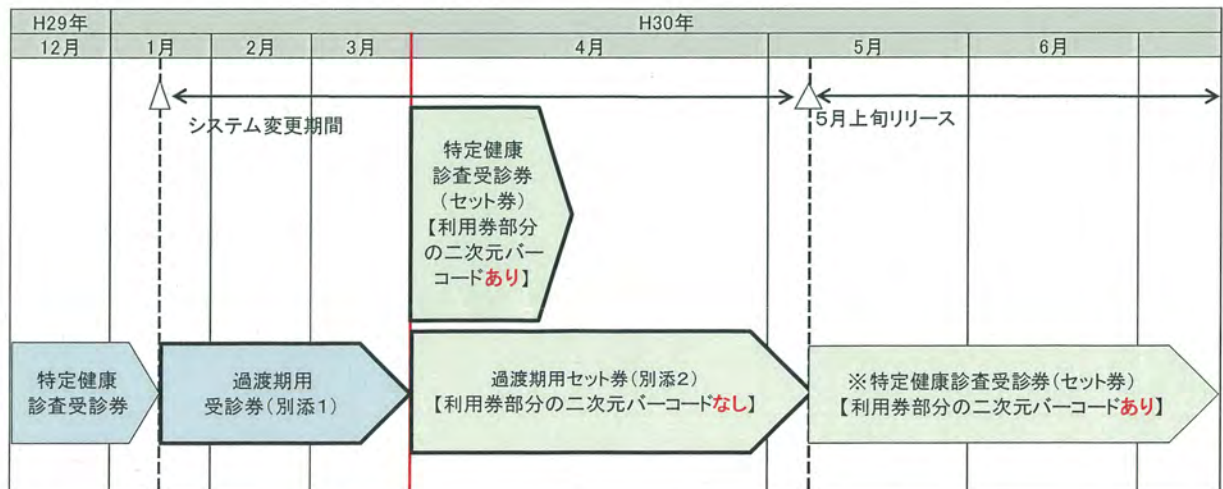 H29年
H30年
12月
1月
2月
3月
4月
5月
6月
システム変更期間
5月上旬リリース
特定健康
診査受診券
(セット券)
【利用券部分
の二次元バー
コードあり】
特定健康
診査受診券
過渡期用
受診券(別添1)
過渡期用セット券(別添2)
【利用券部分の二次元バーコードなし】
※特定健康診査受診券(セット券)
【利用券部分の二次元バーコードあり】